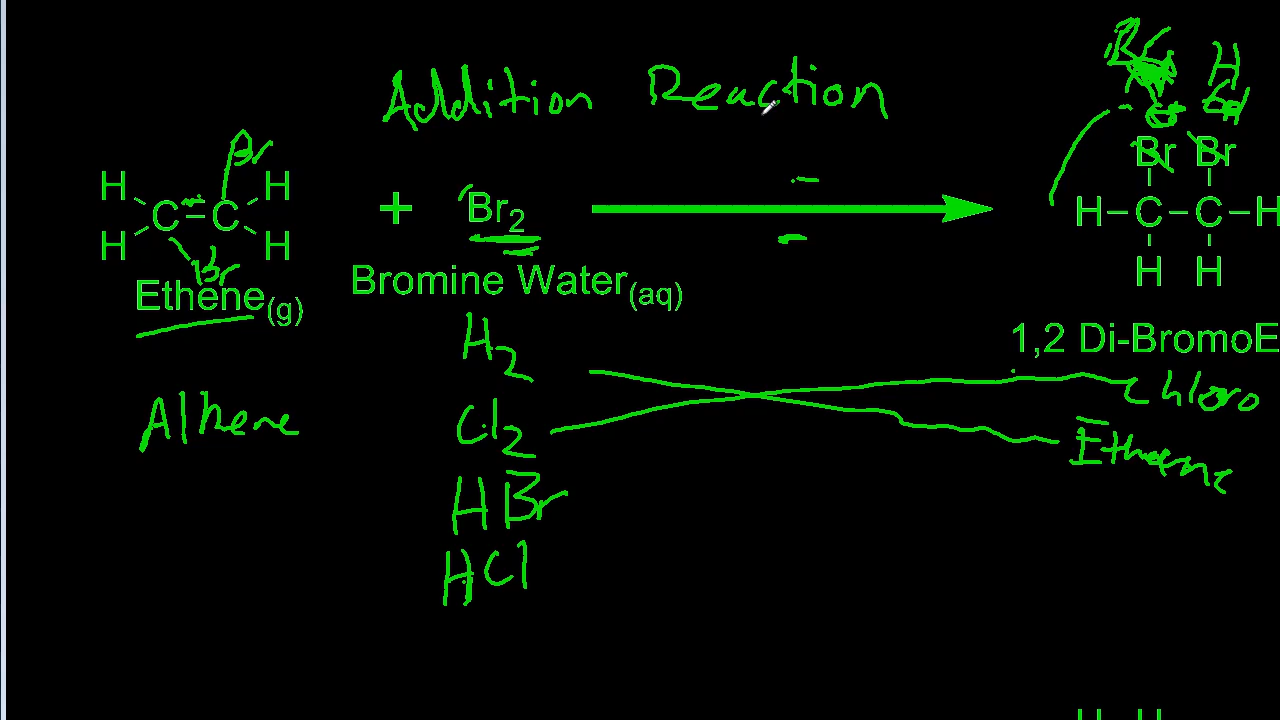 Addition Reaction
H
Br
H H
Br Br
H C = C H
+ Br2
H – C – C – H
H H
Br
H H
Ethene(g)
Bromine Water(aq)
H2
1,2 Di-BromoE
Cl2
Chloro
Alkene
HBr
HCl
H H